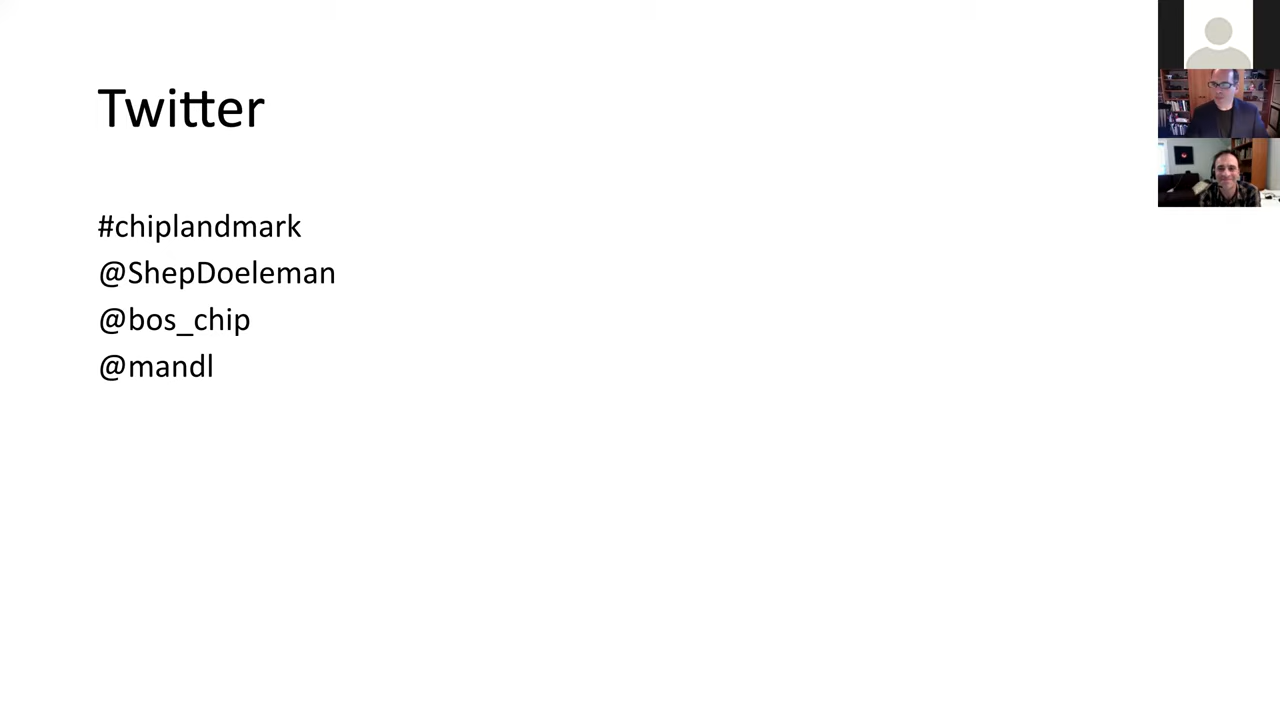 Twitter
#chiplandmark
@ShepDoeleman
@bos_chip
@mandl